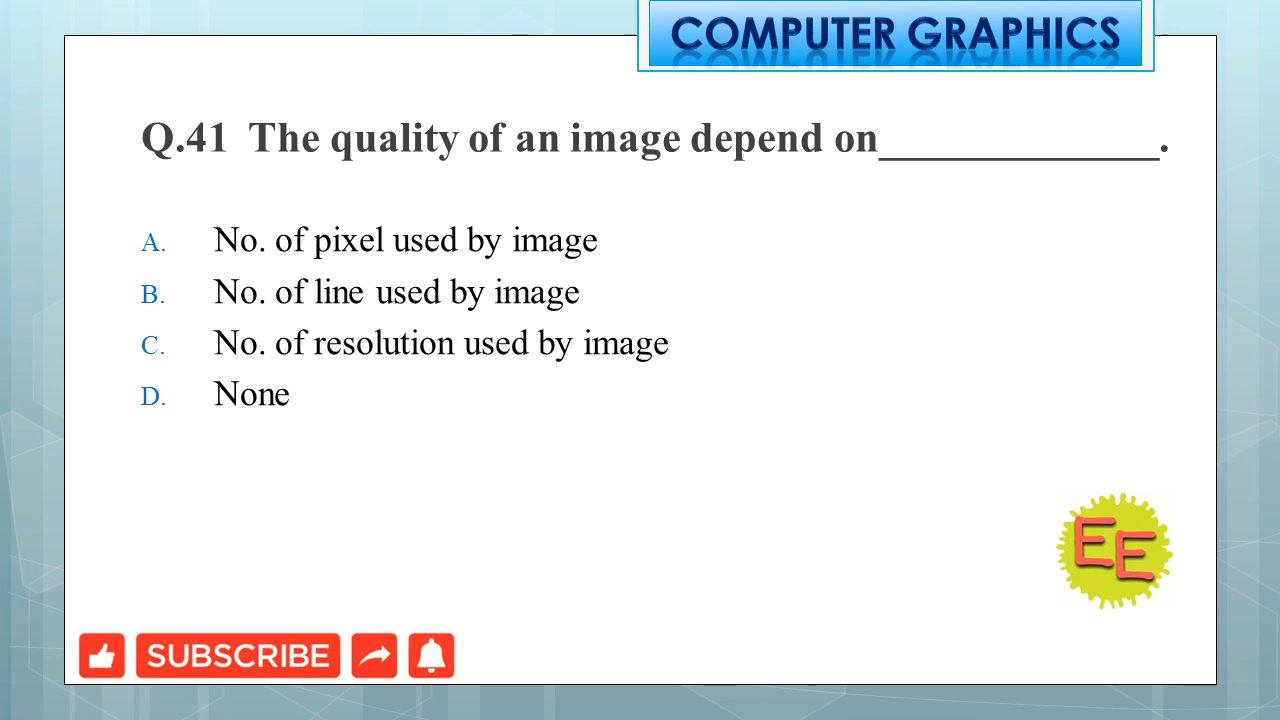 COMPUTER GRAPHICS
Q.41 The quality of an image depend on_____________.
A. No. of pixel used by image
B. No. of line used by image
C. No. of resolution used by image
D. None
EE
SUBSCRIBE